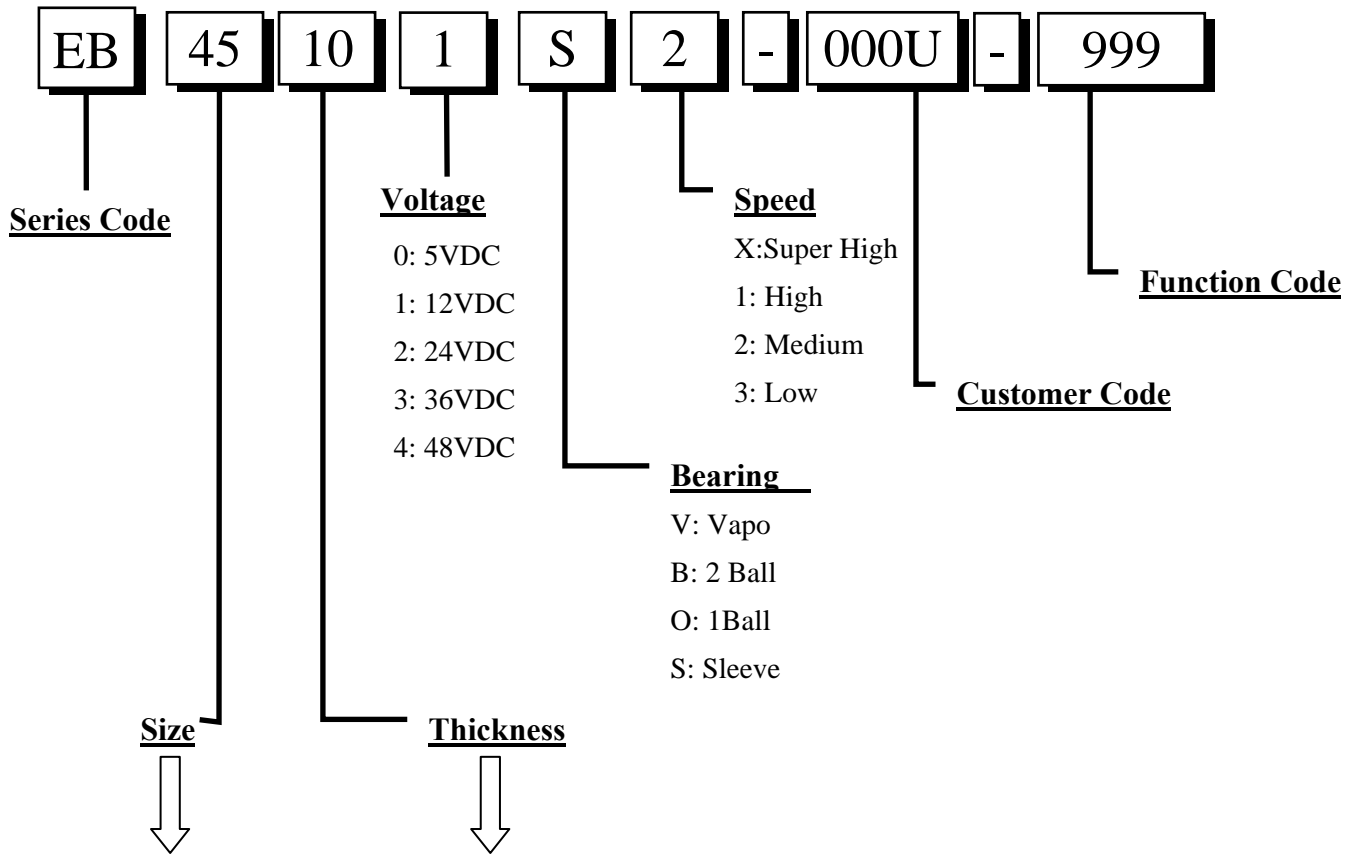 EB 45 10 1 S 2 - 000U - 999
Series Code
Voltage
0: 5VDC
1: 12VDC
2: 24VDC
3: 36VDC
4: 48VDC
Speed
X:Super High
1: High
2: Medium
3: Low
Function Code
Customer Code
Bearing
V: Vapo
B: 2 Ball
O: 1Ball
S: Sleeve
Size
Thickness